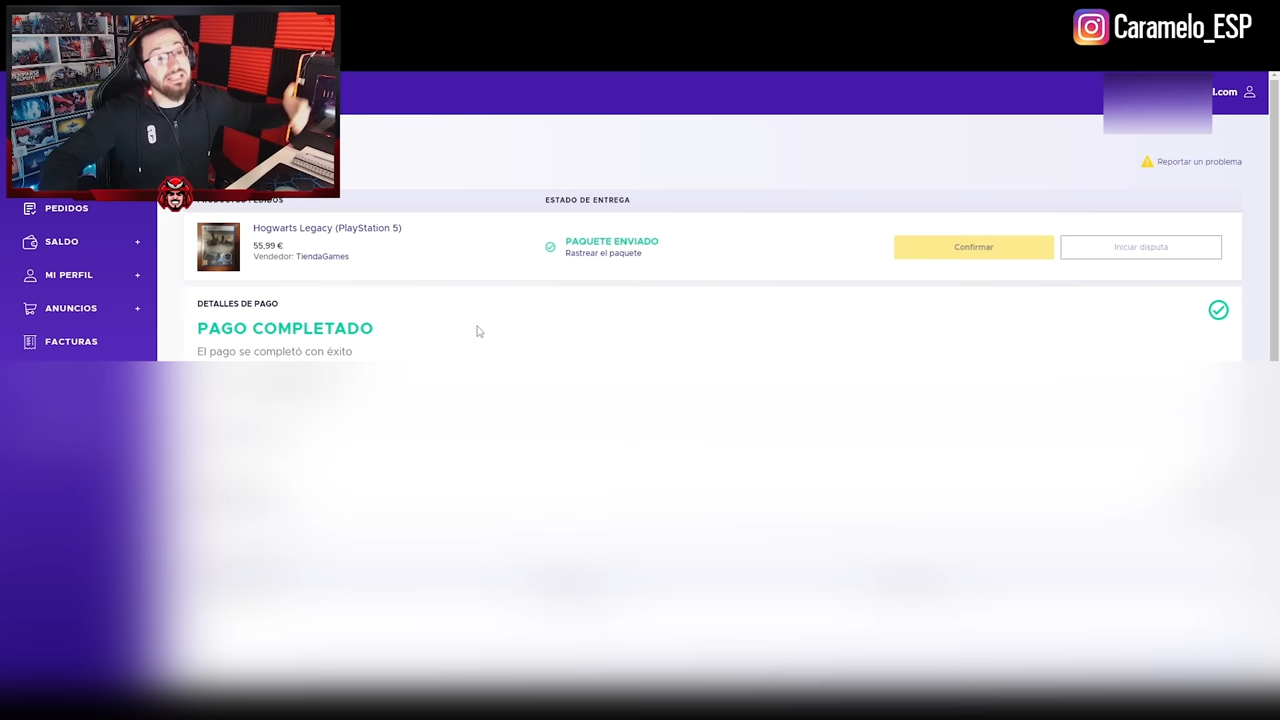 Caramelo_ESP
l.com
Reportar un problema
PRODUCTOS PEDIDOS
ESTADO DE ENTREGA
PEDIDOS
SALDO +
MI PERFIL +
ANUNCIOS +
FACTURAS
Hogwarts Legacy (PlayStation 5)
55,99 €
Vendedor: TiendaGames
PAQUETE ENVIADO
Rastrear el paquete
Confirmar
Iniciar disputa
DETALLES DE PAGO
PAGO COMPLETADO
El pago se completó con éxito